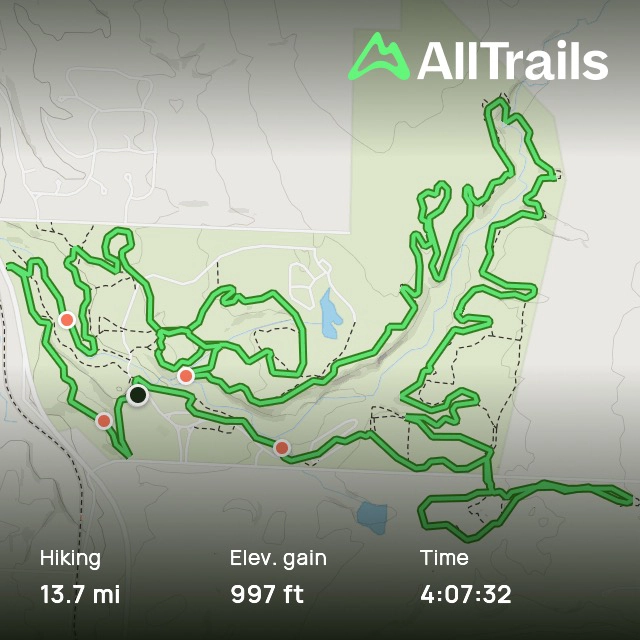 AllTrails
Hiking
Elev. gain
Time
13.7 mi
997 ft
4:07:32